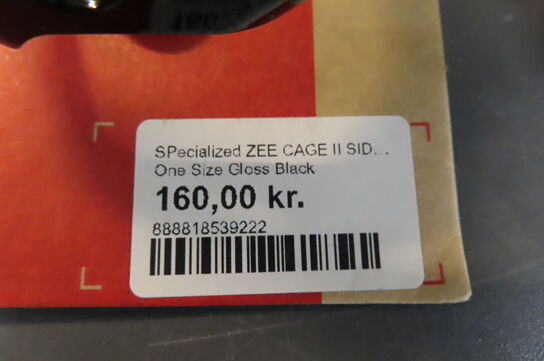 SPecialized ZEE CAGE II SID...
One Size Gloss Black
160,00 kr.
888818539222